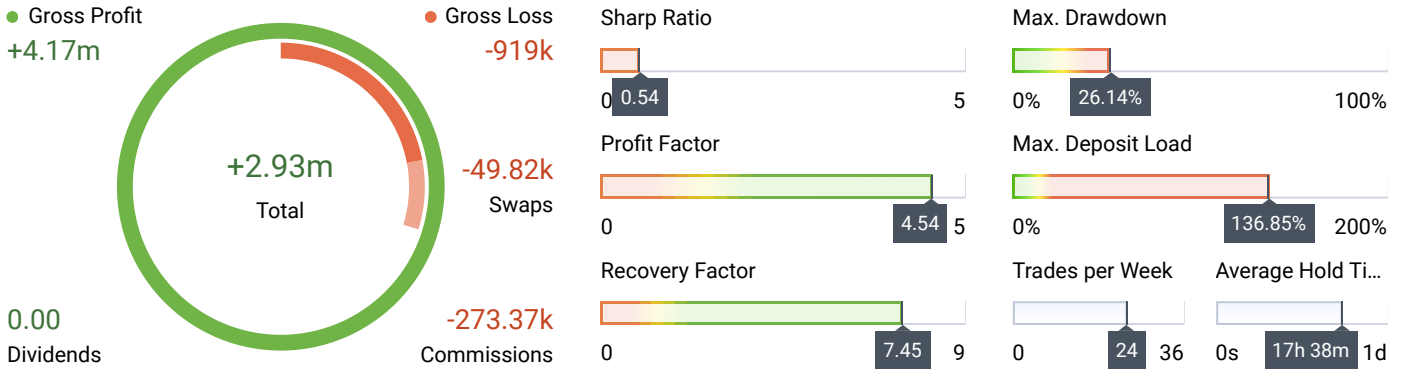 Gross Profit
+4.17m
Gross Loss
-919k
+2.93m
Total
-49.82k
Swaps
0.00
Dividends
-273.37k
Commissions
Sharp Ratio
0
0.54
5
Profit Factor
0
4.54
5
Recovery Factor
0
7.45
9
Max. Drawdown
0%
26.14%
100%
Max. Deposit Load
0%
136.85%
200%
Trades per Week
0
24
36
Average Hold Ti...
0s
17h 38m
1d